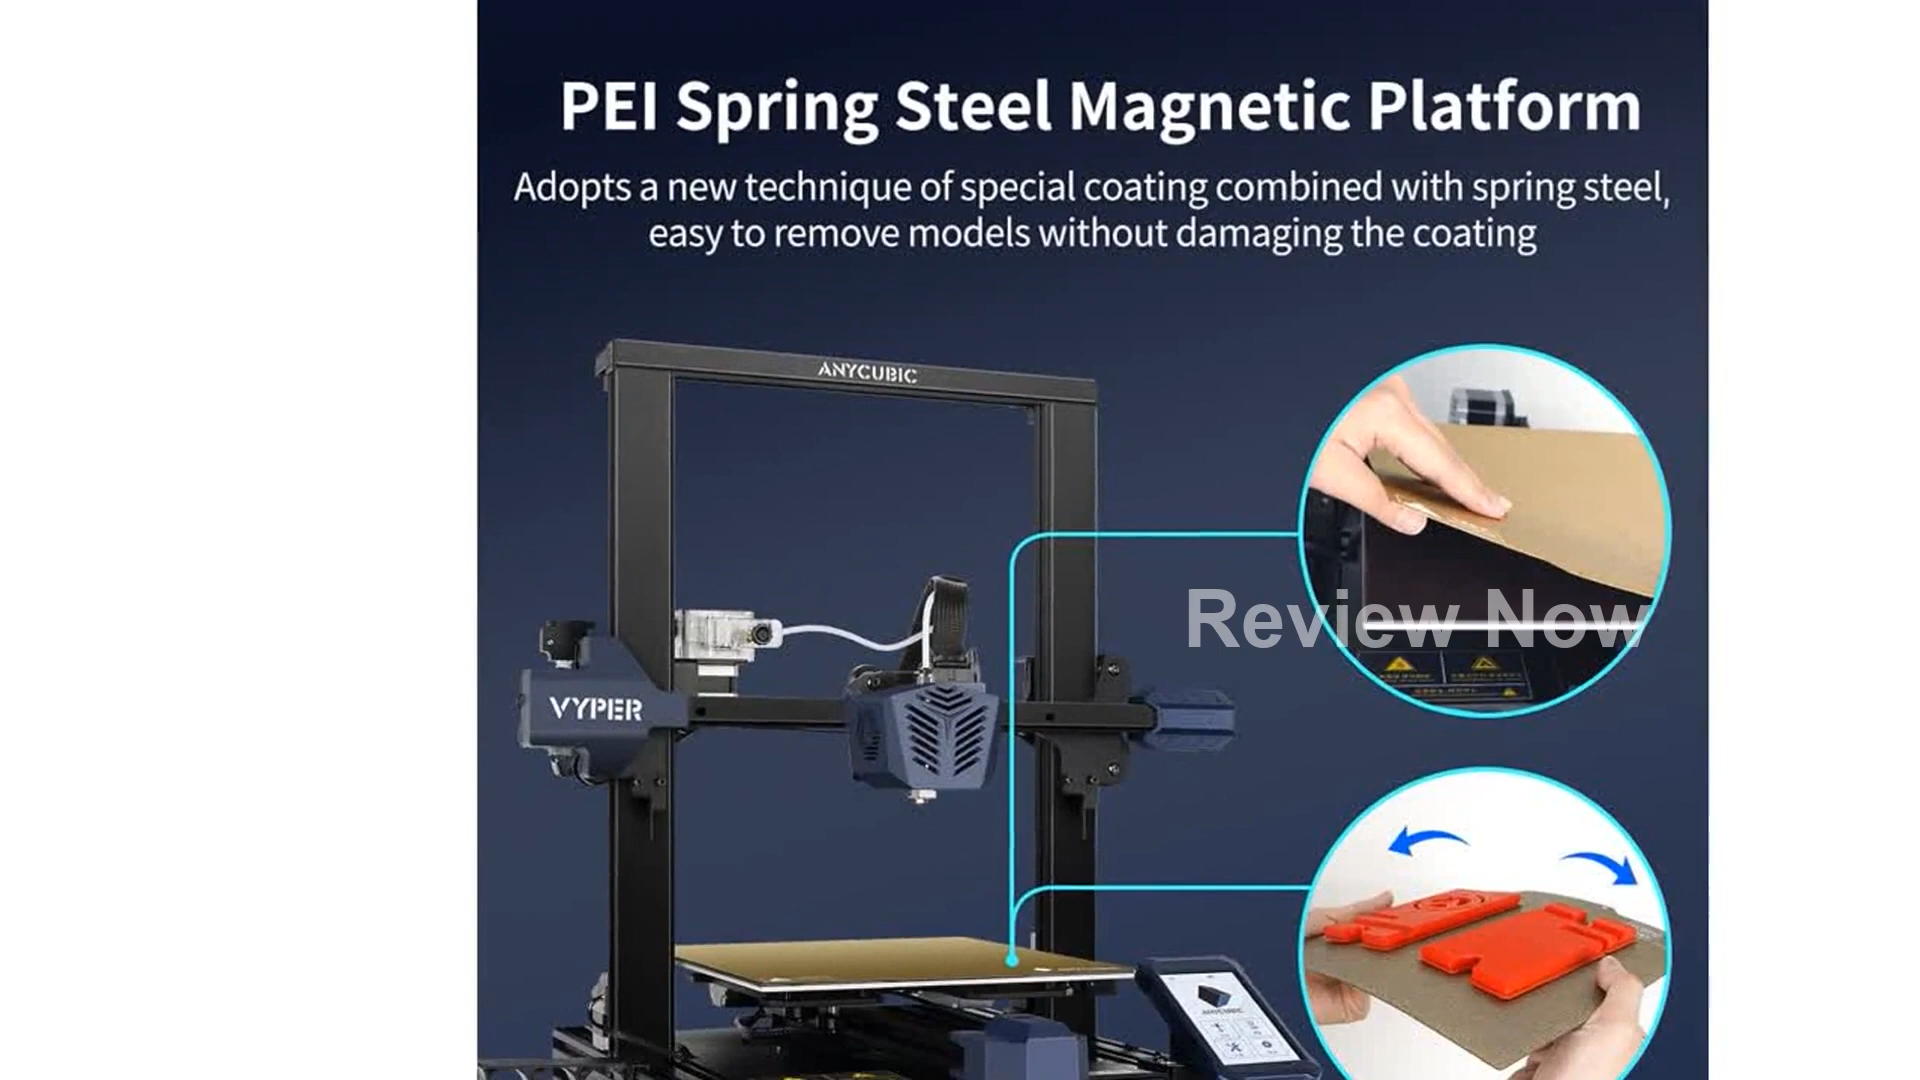 PEI Spring Steel Magnetic Platform
Adopts a new technique of special coating combined with spring steel,
easy to remove models without damaging the coating
ANYCUBIC
Review Now
VYPER
ANYCUBIC